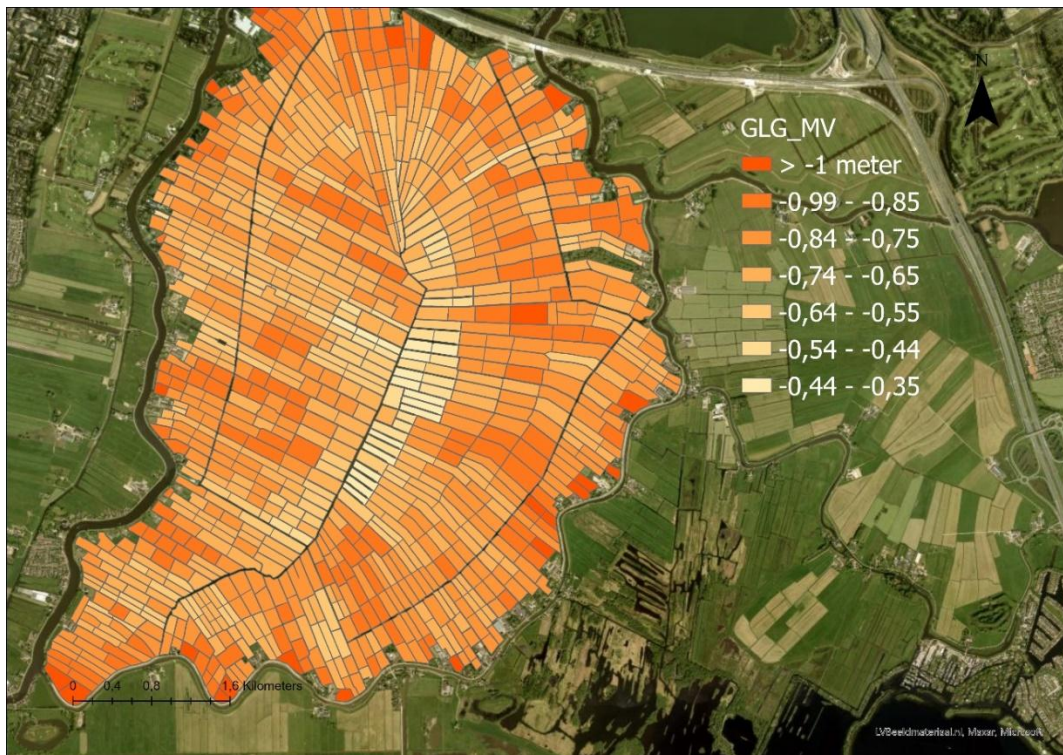 N
GLG_MV
> -1 meter
-0,99 - -0,85
-0,84 - -0,75
-0,74 - -0,65
-0,64 - -0,55
-0,54 - -0,44
-0,44 - -0,35
0 0,4 0,8 1,6 Kilometers
LVBeeldmateriaal.nl, Maxar, Microsoft